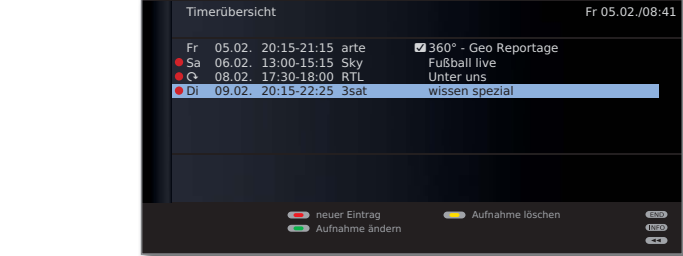 Timerübersicht Fr 05.02./08:41
Fr 05.02. 20:15-21:15 arte 360° - Geo Reportage
Sa 06.02. 13:00-15:15 Sky Fußball live
08.02. 17:30-18:00 RTL Unter uns
Di 09.02. 20:15-22:25 3sat wissen spezial
neuer Eintrag Aufnahme löschen END
Aufnahme ändern INFO